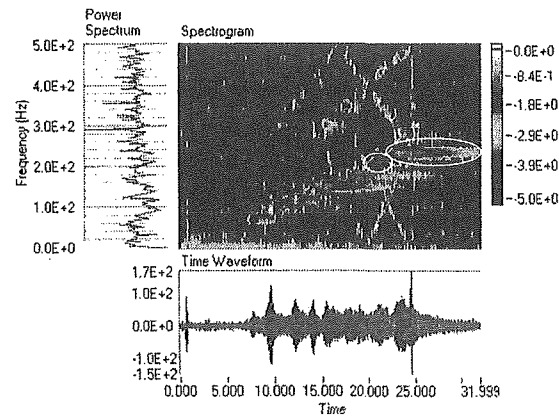 Power
Spectrum
Spectrogram
5.0E+2
4.0E+2
3.0E+2
2.0E+2
1.0E+2
0.0E+0
Frequency (Hz)
-0.0E+0
-8.4E-1
-1.8E+0
-2.9E+0
-3.9E+0
-5.0E+0
Time Waveform
1.7E+2
1.0E+2
0.0E+0
-1.0E+2
-1.5E+2
0.000 5.000 10.000 15.000 20.000 25.000 31.999
Time